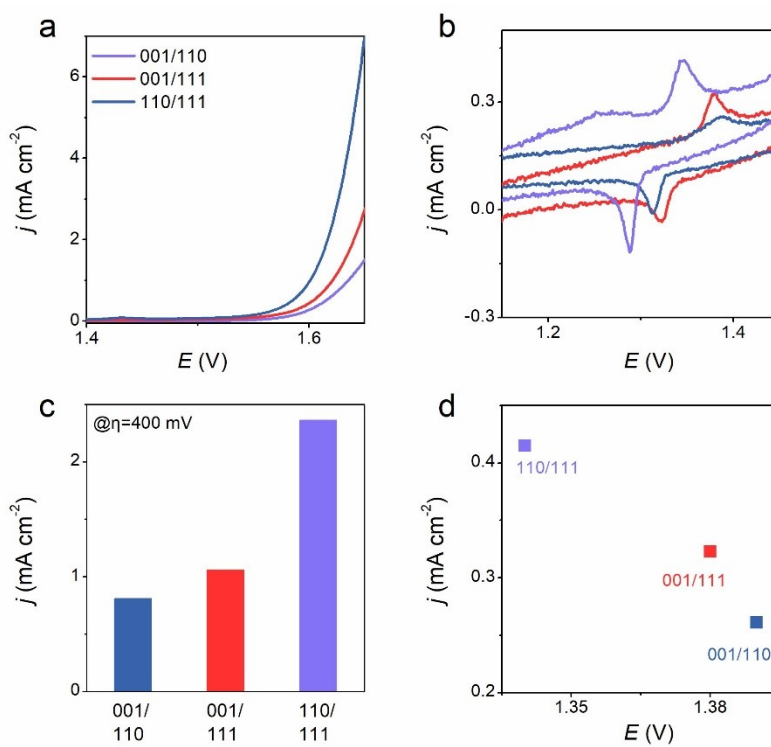 a
001/110
001/111
110/111
6
4
2
0
j (mA cm-2)
1.4
1.6
E (V)
b
0.3
0.0
-0.3
j (mA cm-2)
1.2
1.4
E (V)
c
@η=400 mV
2
1
0
j (mA cm-2)
001/
110
001/
111
110/
111
d
0.4
0.3
0.2
j (mA cm-2)
110/111
001/111
001/110
1.35
1.38
E (V)